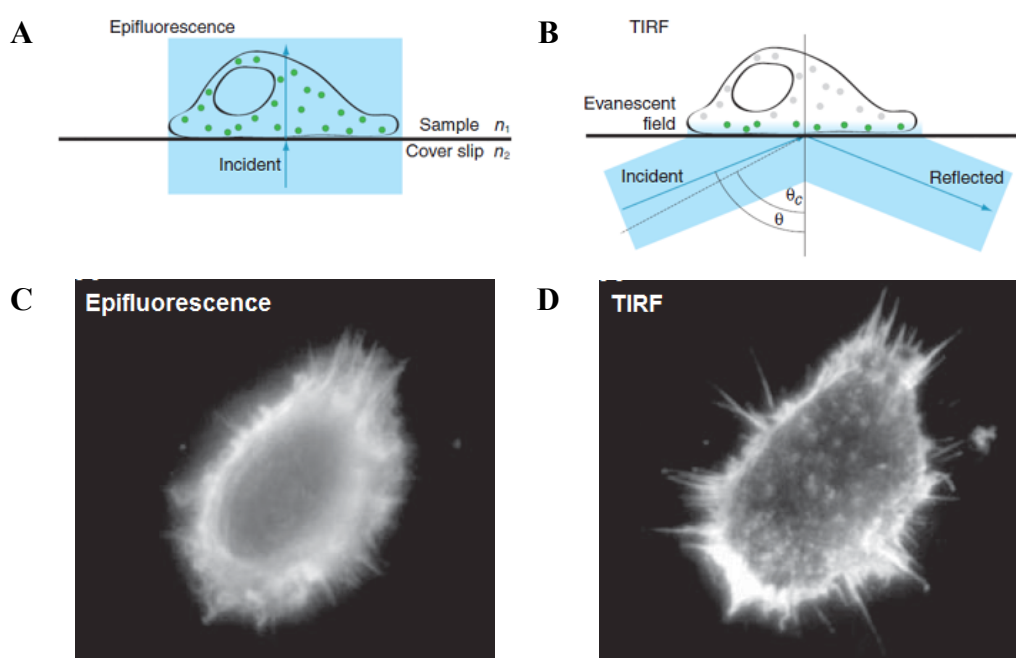 A
Epifluorescence
Sample n₁
Cover slip n₂
Incident
B
TIRF
Evanescent
field
Incident
Reflected
θc
θ
C
Epifluorescence
D
TIRF